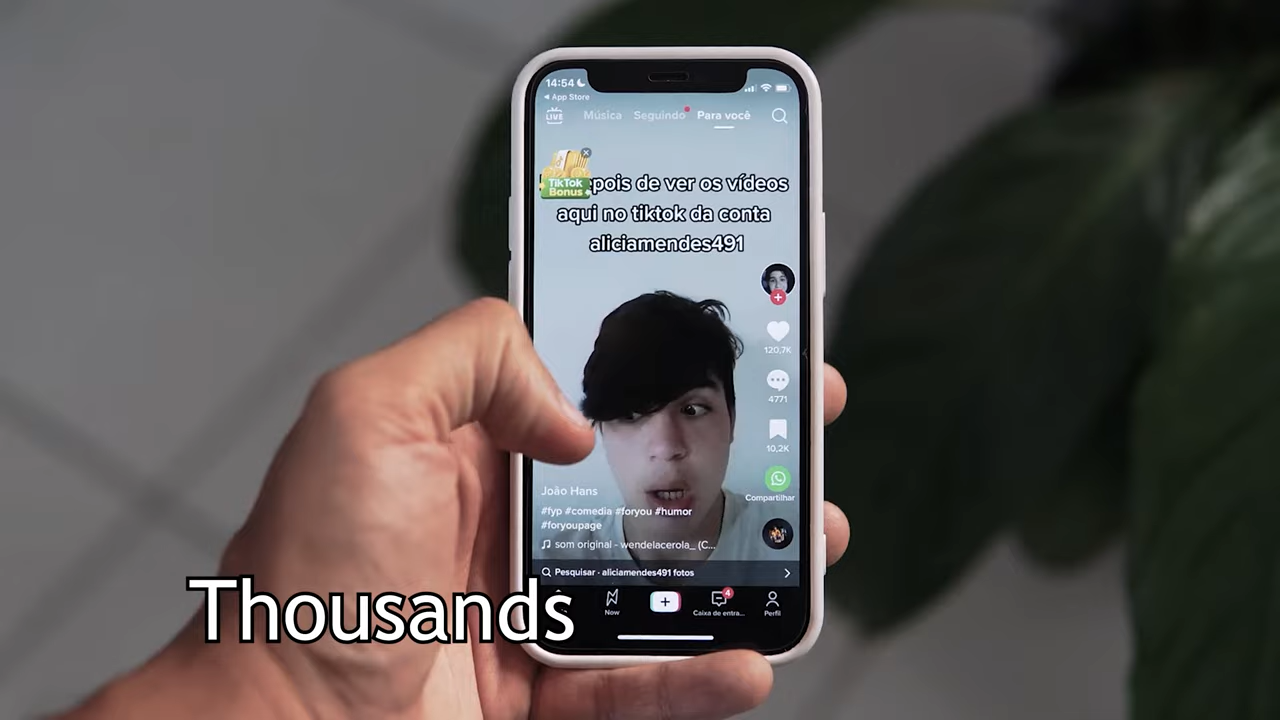 14:54
App Store
LIVE
Música
Seguindo
Para você
TikTok
Bonus
de ver os vídeos
aqui no tiktok da conta
aliciamendes491
120,7K
4771
10,2K
Compartilhar
João Hans
#fyp #comedia #foryou #humor
#foryoupage
som original - wendelacerola_ (C...
Pesquisar · aliciamendes491 fotos
Now
4
Caixa de entra...
Perfil
Thousands